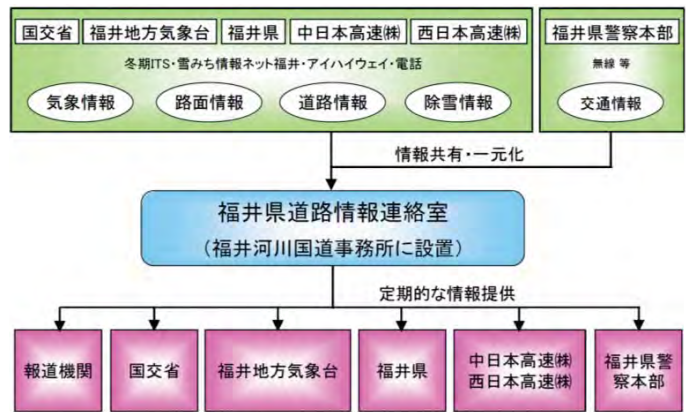 国交省 福井地方気象台 福井県 中日本高速㈱ 西日本高速㈱
冬期ITS・雪みち情報ネット福井・アイハイウェイ・電話
気象情報 路面情報 道路情報 除雪情報
福井県警察本部
無線 等
交通情報
情報共有・一元化
福井県道路情報連絡室
（福井河川国道事務所に設置）
定期的な情報提供
報道機関
国交省
福井地方気象台
福井県
中日本高速㈱
西日本高速㈱
福井県警
察本部